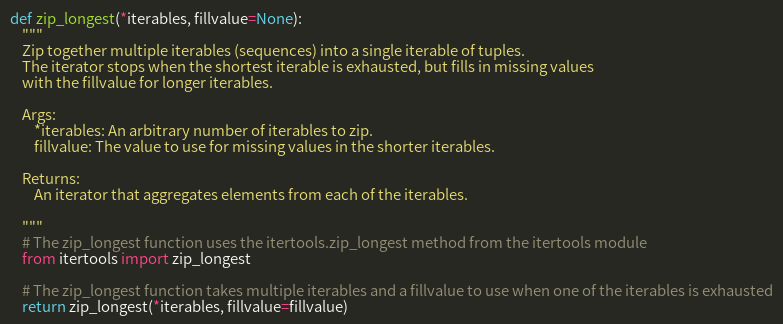 def zip_longest(*iterables, fillvalue=None):
    """
    Zip together multiple iterables (sequences) into a single iterable of tuples.
    The iterator stops when the shortest iterable is exhausted, but fills in missing values
    with the fillvalue for longer iterables.

    Args:
        *iterables: An arbitrary number of iterables to zip.
        fillvalue: The value to use for missing values in the shorter iterables.

    Returns:
        An iterator that aggregates elements from each of the iterables.

    """
    # The zip_longest function uses the itertools.zip_longest method from the itertools module
    from itertools import zip_longest

    # The zip_longest function takes multiple iterables and a fillvalue to use when one of the iterables is exhausted
    return zip_longest(*iterables, fillvalue=fillvalue)